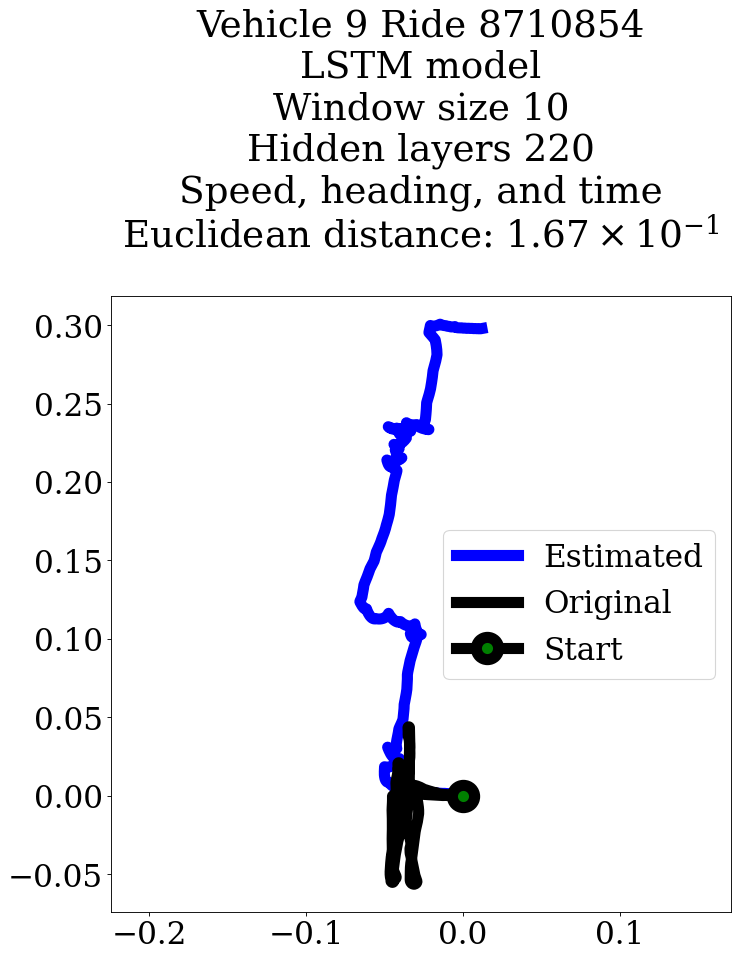 Vehicle 9 Ride 8710854
LSTM model
Window size 10
Hidden layers 220
Speed, heading, and time
Euclidean distance: 1.67 × 10⁻¹
0.30
0.25
0.20
0.15
0.10
0.05
0.00
−0.05
Estimated
Original
Start
−0.2 −0.1 0.0 0.1